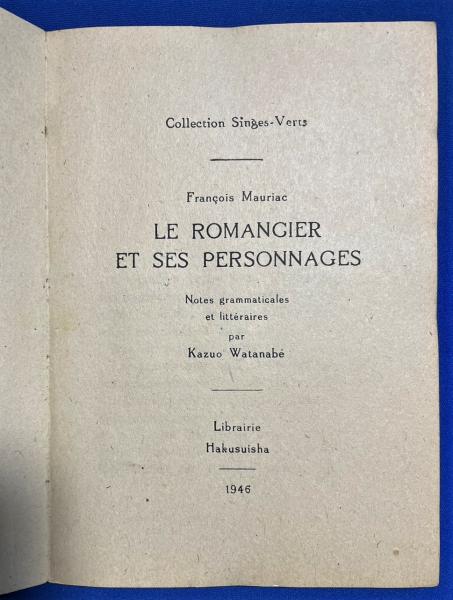 Collection Singes-Verts
François Mauriac
LE ROMANCIER
ET SES PERSONNAGES
Notes grammaticales
et littéraires
par
Kazuo Watanabé
Librairie
Hakusuisha
1946